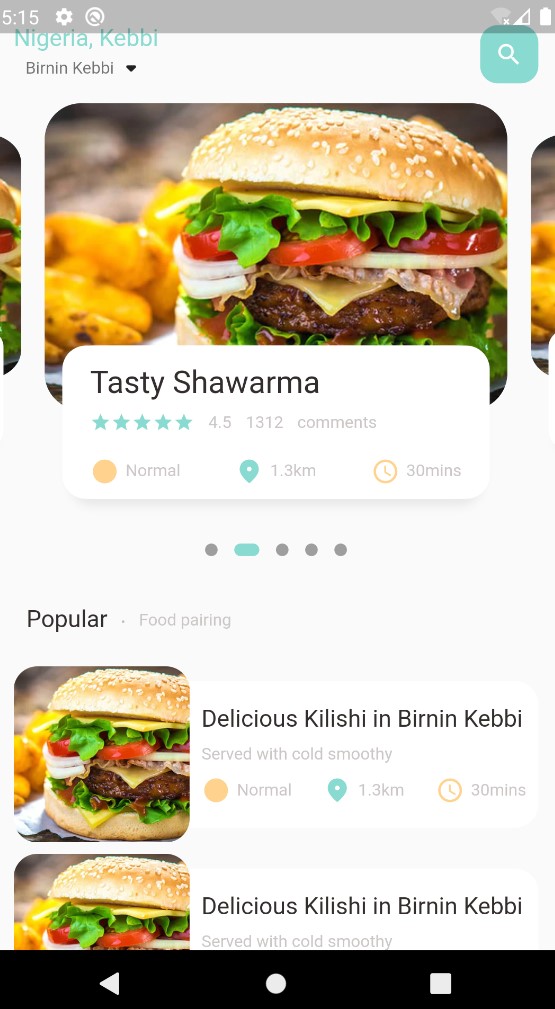 5:15
Nigeria, Kebbi
Birnin Kebbi
Tasty Shawarma
4.5 1312 comments
Normal 1.3km 30mins
Popular . Food pairing
Delicious Kilishi in Birnin Kebbi
Served with cold smoothy
Normal 1.3km 30mins
Delicious Kilishi in Birnin Kebbi
Served with cold smoothy